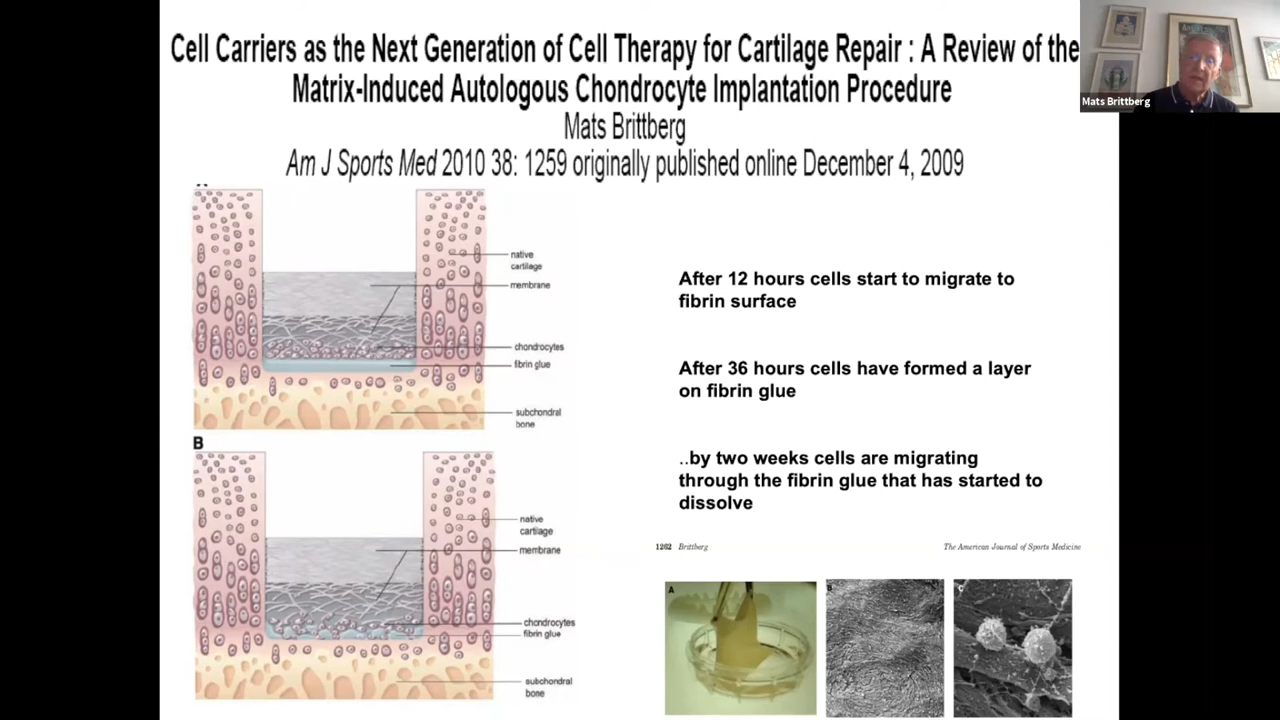 Cell Carriers as the Next Generation of Cell Therapy for Cartilage Repair : A Review of the
Matrix-Induced Autologous Chondrocyte Implantation Procedure
Mats Brittberg
Am J Sports Med 2010 38: 1259 originally published online December 4, 2009
Mats Brittberg
native
cartilage
membrane
chondrocytes
fibrin glue
subchondral
bone
B
native
cartilage
membrane
chondrocytes
fibrin glue
subchondral
bone
After 12 hours cells start to migrate to
fibrin surface
After 36 hours cells have formed a layer
on fibrin glue
..by two weeks cells are migrating
through the fibrin glue that has started to
dissolve
1262 Brittberg
The American Journal of Sports Medicine
A
B
C